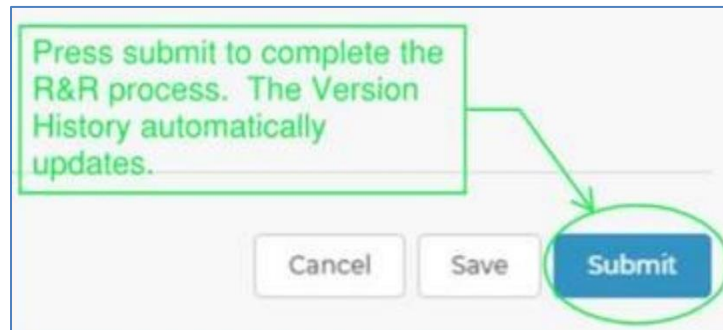 Press submit to complete the
R&R process.  The Version
History automatically
updates.
Cancel
Save
Submit